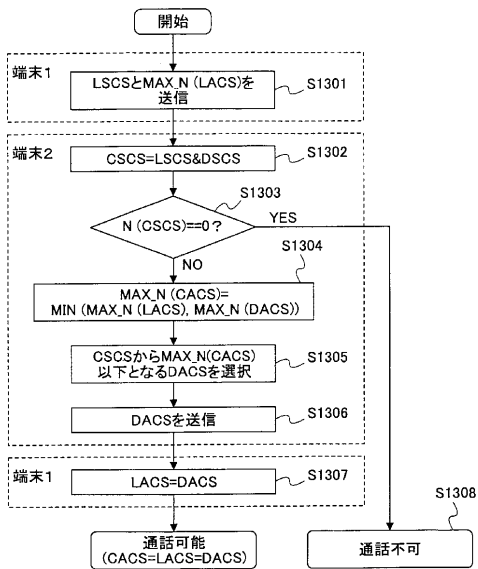 開始
端末1
LSCSとMAX_N (LACS)を
送信
S1301
端末2
CSCS=LSCS&DSCS
S1302
S1303
N (CSCS)==0?
YES
NO
S1304
MAX_N (CACS)=
MIN (MAX_N (LACS), MAX_N (DACS))
CSCSからMAX_N(CACS)
以下となるDACSを選択
S1305
DACSを送信
S1306
端末1
LACS=DACS
S1307
S1308
通話可能
(CACS=LACS=DACS)
通話不可